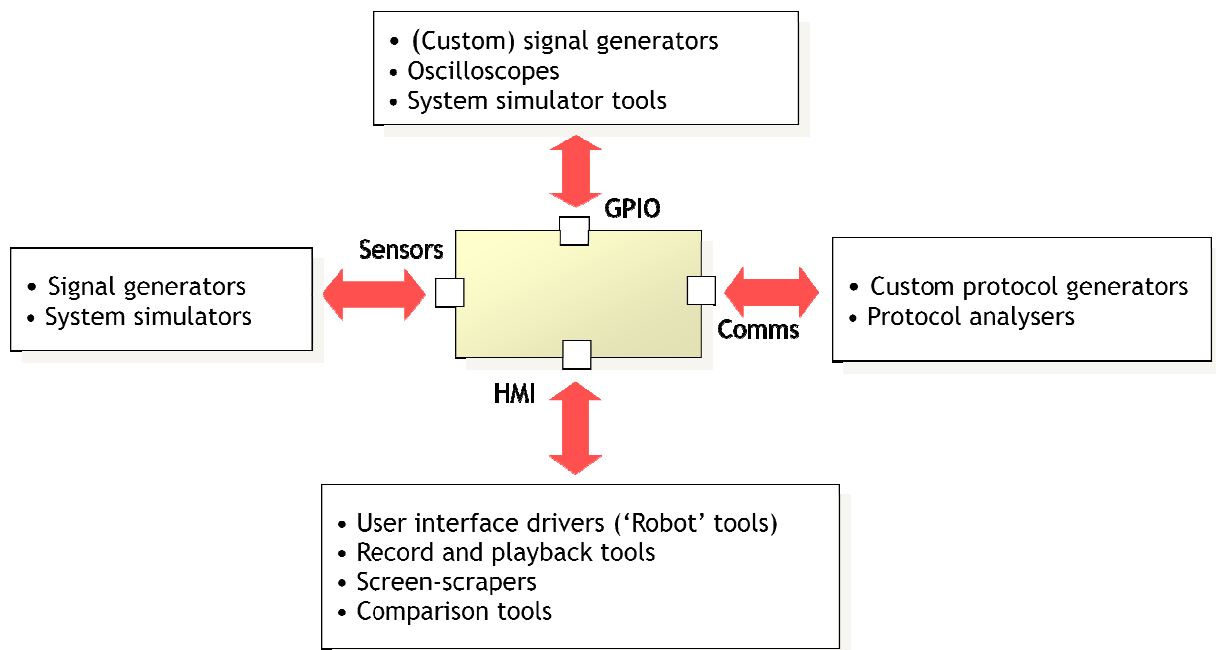 • (Custom) signal generators
• Oscilloscopes
• System simulator tools
GPIO
Sensors
• Signal generators
• System simulators
• Custom protocol generators
• Protocol analysers
Comms
HMI
• User interface drivers (‘Robot’ tools)
• Record and playback tools
• Screen-scrapers
• Comparison tools